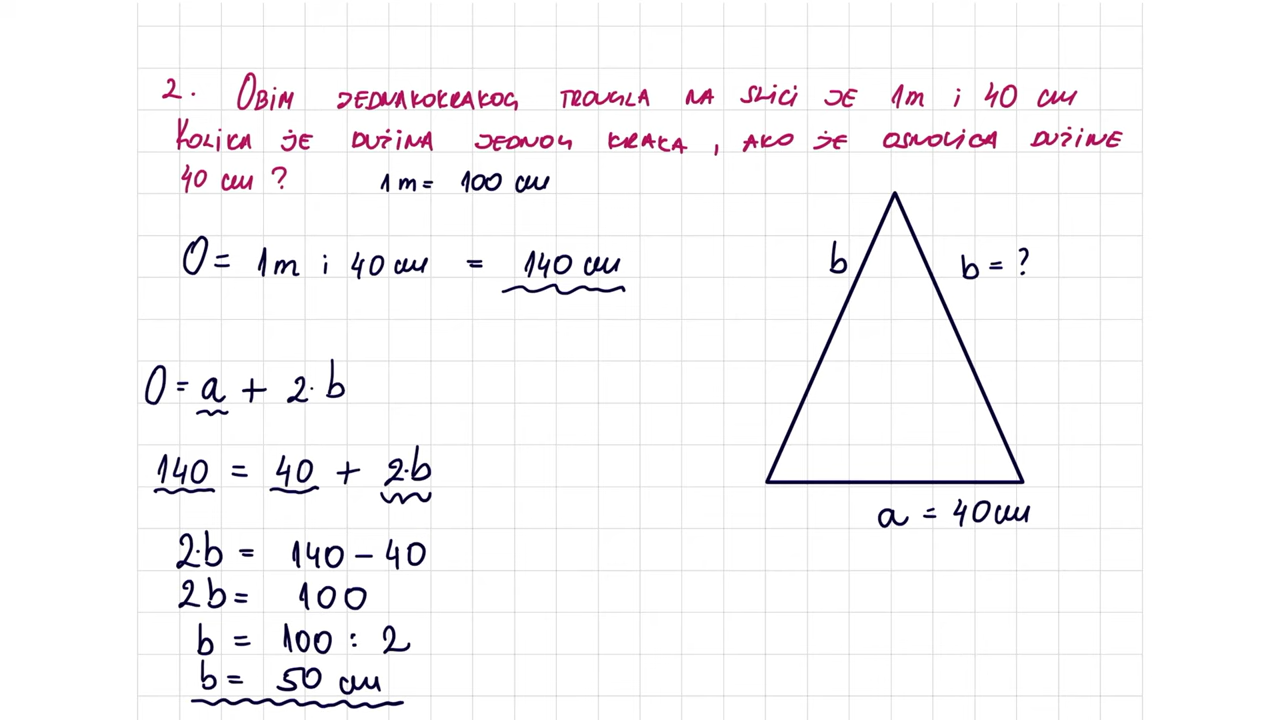 2. Obim jednakokrakog trougla na slici je 1m i 40 cm
Kolika je dužina jednog kraka, ako je osnovica dužine
40 cm ? 1m = 100 cm
O = 1m i 40 cm = 140 cm
b
b = ?
O = a + 2·b
140 = 40 + 2·b
a = 40 cm
2·b = 140 - 40
2b = 100
b = 100 : 2
b = 50 cm